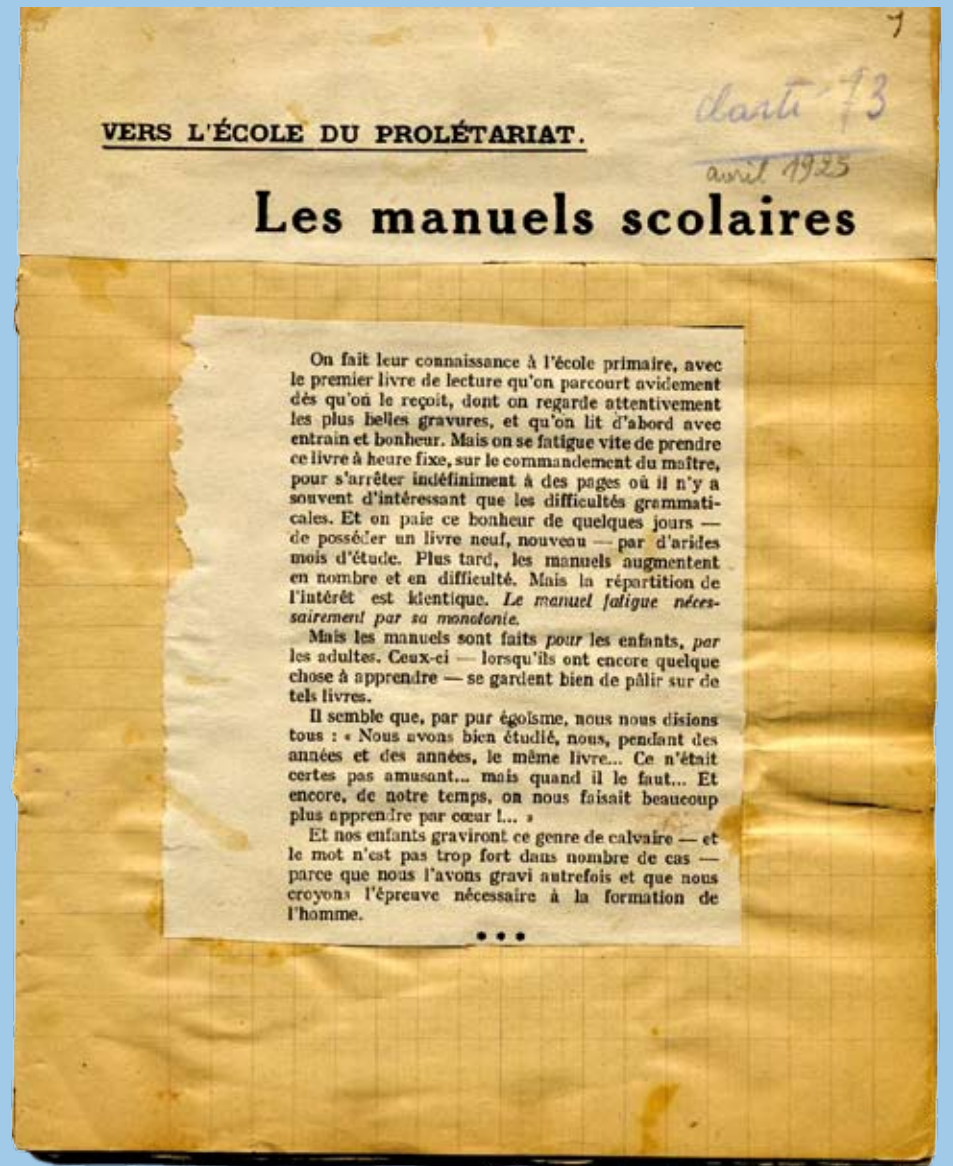 1
VERS L'ÉCOLE DU PROLÉTARIAT.
clarté 73
avril 1925
Les manuels scolaires
On fait leur connaissance à l'école primaire, avec
le premier livre de lecture qu'on parcourt avidement
dès qu'on le reçoit, dont on regarde attentivement
les plus belles gravures, et qu'on lit d'abord avec
entrain et bonheur. Mais on se fatigue vite de prendre
ce livre à heure fixe, sur le commandement du maître,
pour s'arrêter indéfiniment à des pages où il n'y a
souvent d'intéressant que les difficultés grammati-
cales. Et on paie ce bonheur de quelques jours —
de posséder un livre neuf, nouveau — par d'arides
mois d'étude. Plus tard, les manuels augmentent
en nombre et en difficulté. Mais la répartition de
l'intérêt est identique. Le manuel fatigue néces-
sairement par sa monotonie.
Mais les manuels sont faits pour les enfants, par
les adultes. Ceux-ci — lorsqu'ils ont encore quelque
chose à apprendre — se gardent bien de pâlir sur de
tels livres.
Il semble que, par pur égoïsme, nous nous disions
tous : « Nous avons bien étudié, nous, pendant des
années et des années, le même livre... Ce n'était
certes pas amusant... mais quand il le faut... Et
encore, de notre temps, on nous faisait beaucoup
plus apprendre par cœur !... »
Et nos enfants graviront ce genre de calvaire — et
le mot n'est pas trop fort dans nombre de cas —
parce que nous l'avons gravi autrefois et que nous
croyons l'épreuve nécessaire à la formation de
l'homme.
• • •